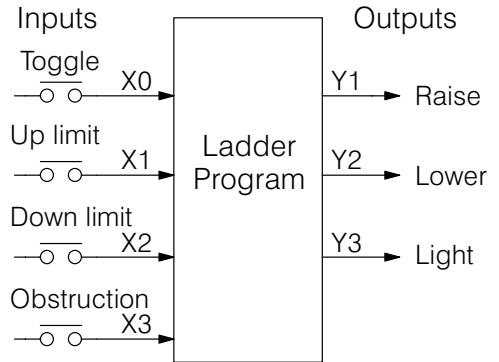 Inputs
Outputs
Toggle
X0
Y1
Raise
Up limit
X1
Ladder
Program
Y2
Lower
Down limit
X2
Y3
Light
Obstruction
X3